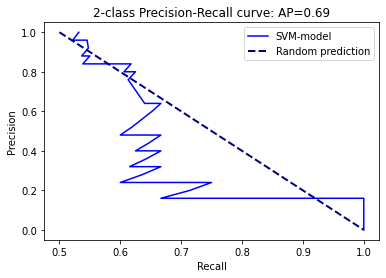 2-class Precision-Recall curve: AP=0.69
SVM-model
Random prediction
Precision
1.0
0.8
0.6
0.4
0.2
0.0
0.5 0.6 0.7 0.8 0.9 1.0
Recall